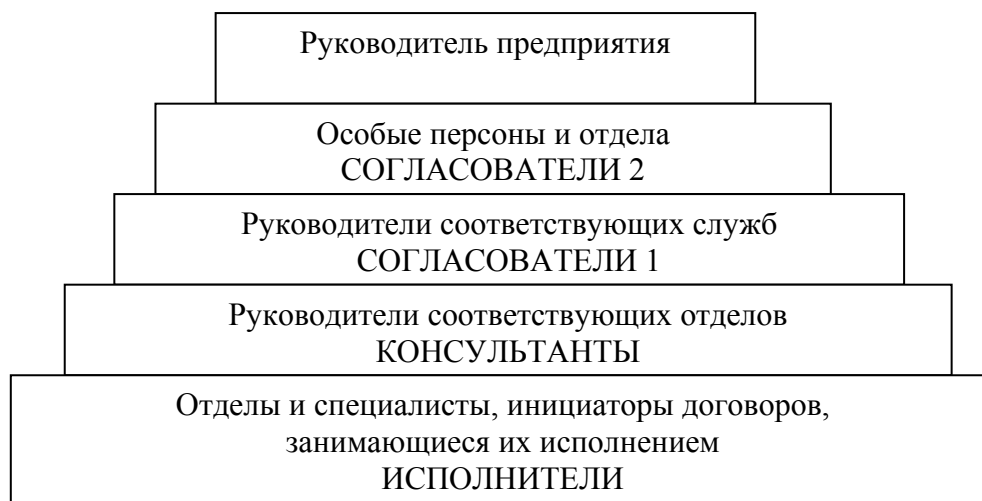 Руководитель предприятия
Особые персоны и отдела
СОГЛАСОВАТЕЛИ 2
Руководители соответствующих служб
СОГЛАСОВАТЕЛИ 1
Руководители соответствующих отделов
КОНСУЛЬТАНТЫ
Отделы и специалисты, инициаторы договоров,
занимающиеся их исполнением
ИСПОЛНИТЕЛИ